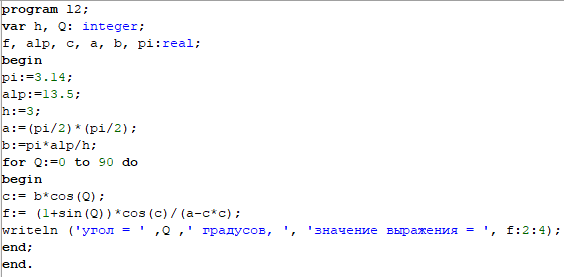 program l2;
var h, Q: integer;
f, alp, c, a, b, pi:real;
begin
pi:=3.14;
alp:=13.5;
h:=3;
a:=(pi/2)*(pi/2);
b:=pi*alp/h;
for Q:=0 to 90 do
begin
c:= b*cos(Q);
f:= (1+sin(Q))*cos(c)/(a-c*c);
writeln ('угол = ' ,Q ,' градусов, ', 'значение выражения = ', f:2:4);
end;
end.